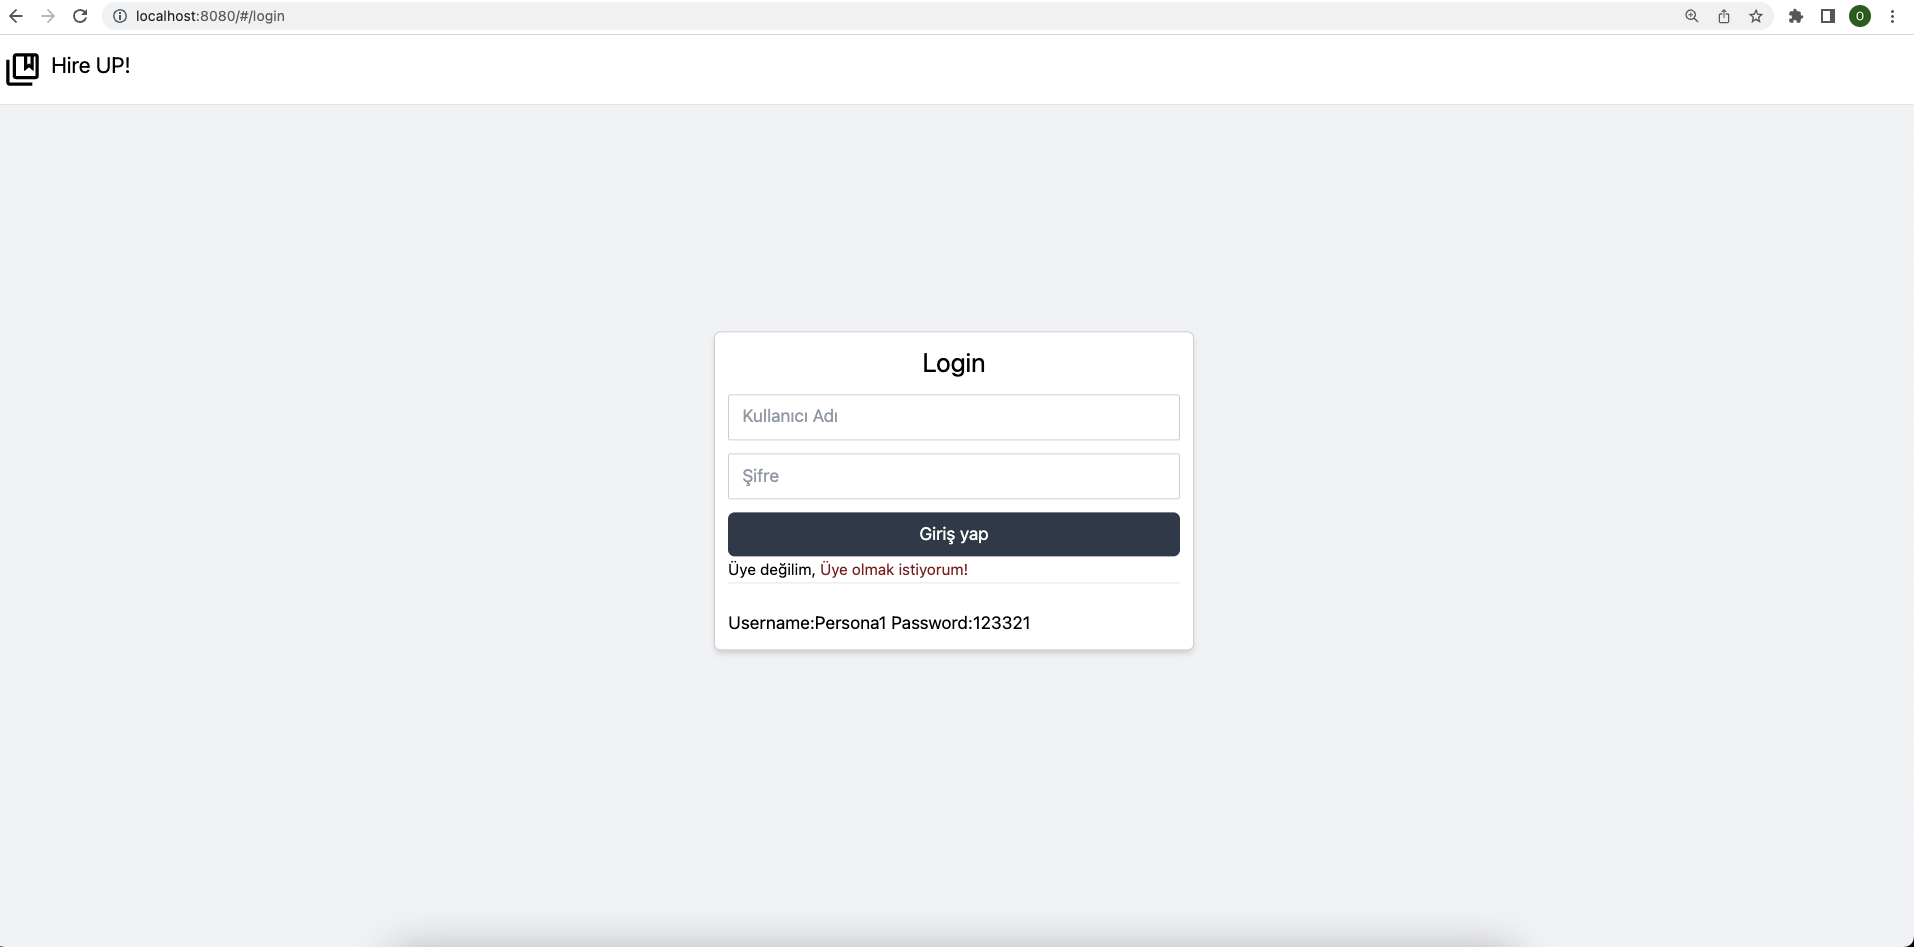 localhost:8080/#/login
O
Hire UP!
Login
Kullanıcı Adı
Şifre
Giriş yap
Üye değilim, Üye olmak istiyorum!
Username:Persona1 Password:123321